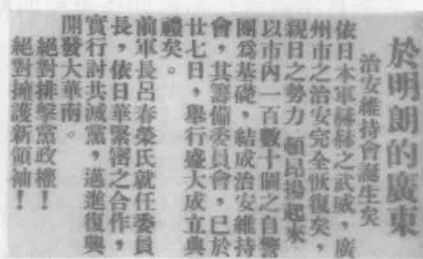 於明朗的廣東
治安維持會誕生矣
依日本軍赫赫之武威，廣
州市之治安完全恢復矣，
親日之勢力頓昂揚起來
以市內一百數十個之自警
團爲基礎，結成治安維持
會，其籌備委員會，已於
廿七日，舉行盛大成立典
禮矣。
前軍長呂春榮氏就任委員
長，依日華緊密之合作，
實行討共滅黨，邁進復興
開發大華南。
絕對排擊黨政權！
絕對擁護新領袖！